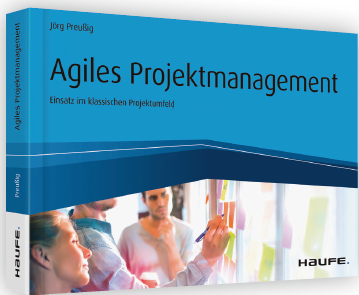 Jörg Preußig
Agiles Projektmanagement
Einsatz im klassischen Projektumfeld
HAUFE.
Agiles Projektmanagement
Preußig
HAUFE.